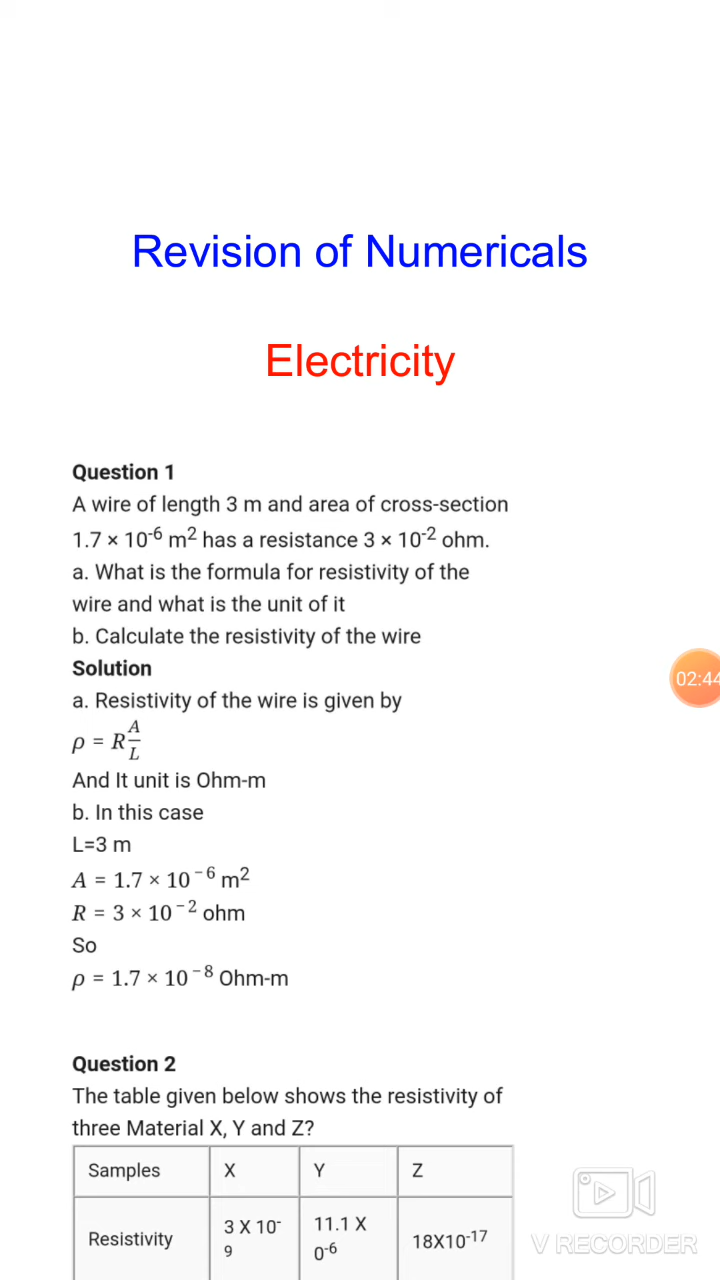 Revision of Numericals
Electricity
Question 1
A wire of length 3 m and area of cross-section
1.7 × 10⁻⁶ m² has a resistance 3 × 10⁻² ohm.
a. What is the formula for resistivity of the
wire and what is the unit of it
b. Calculate the resistivity of the wire
Solution
a. Resistivity of the wire is given by
ρ = R A/L
And It unit is Ohm-m
b. In this case
L=3 m
A = 1.7 × 10⁻⁶ m²
R = 3 × 10⁻² ohm
So
ρ = 1.7 × 10⁻⁸ Ohm-m
Question 2
The table given below shows the resistivity of
three Material X, Y and Z?
Samples X Y Z
Resistivity 3 X 10⁻⁹ 11.1 X 0⁻⁶ 18X10⁻¹⁷
02:44
V RECORDER